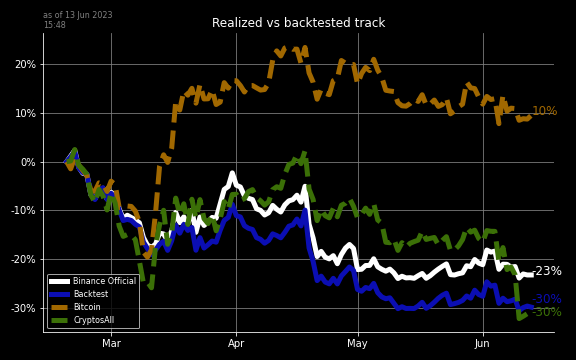 as of 13 Jun 2023
15:48
Realized vs backtested track
20%
10%
0%
-10%
-20%
-30%
10%
-23%
-30%
-30%
Binance Official
Backtest
Bitcoin
CryptosAll
Mar
Apr
May
Jun